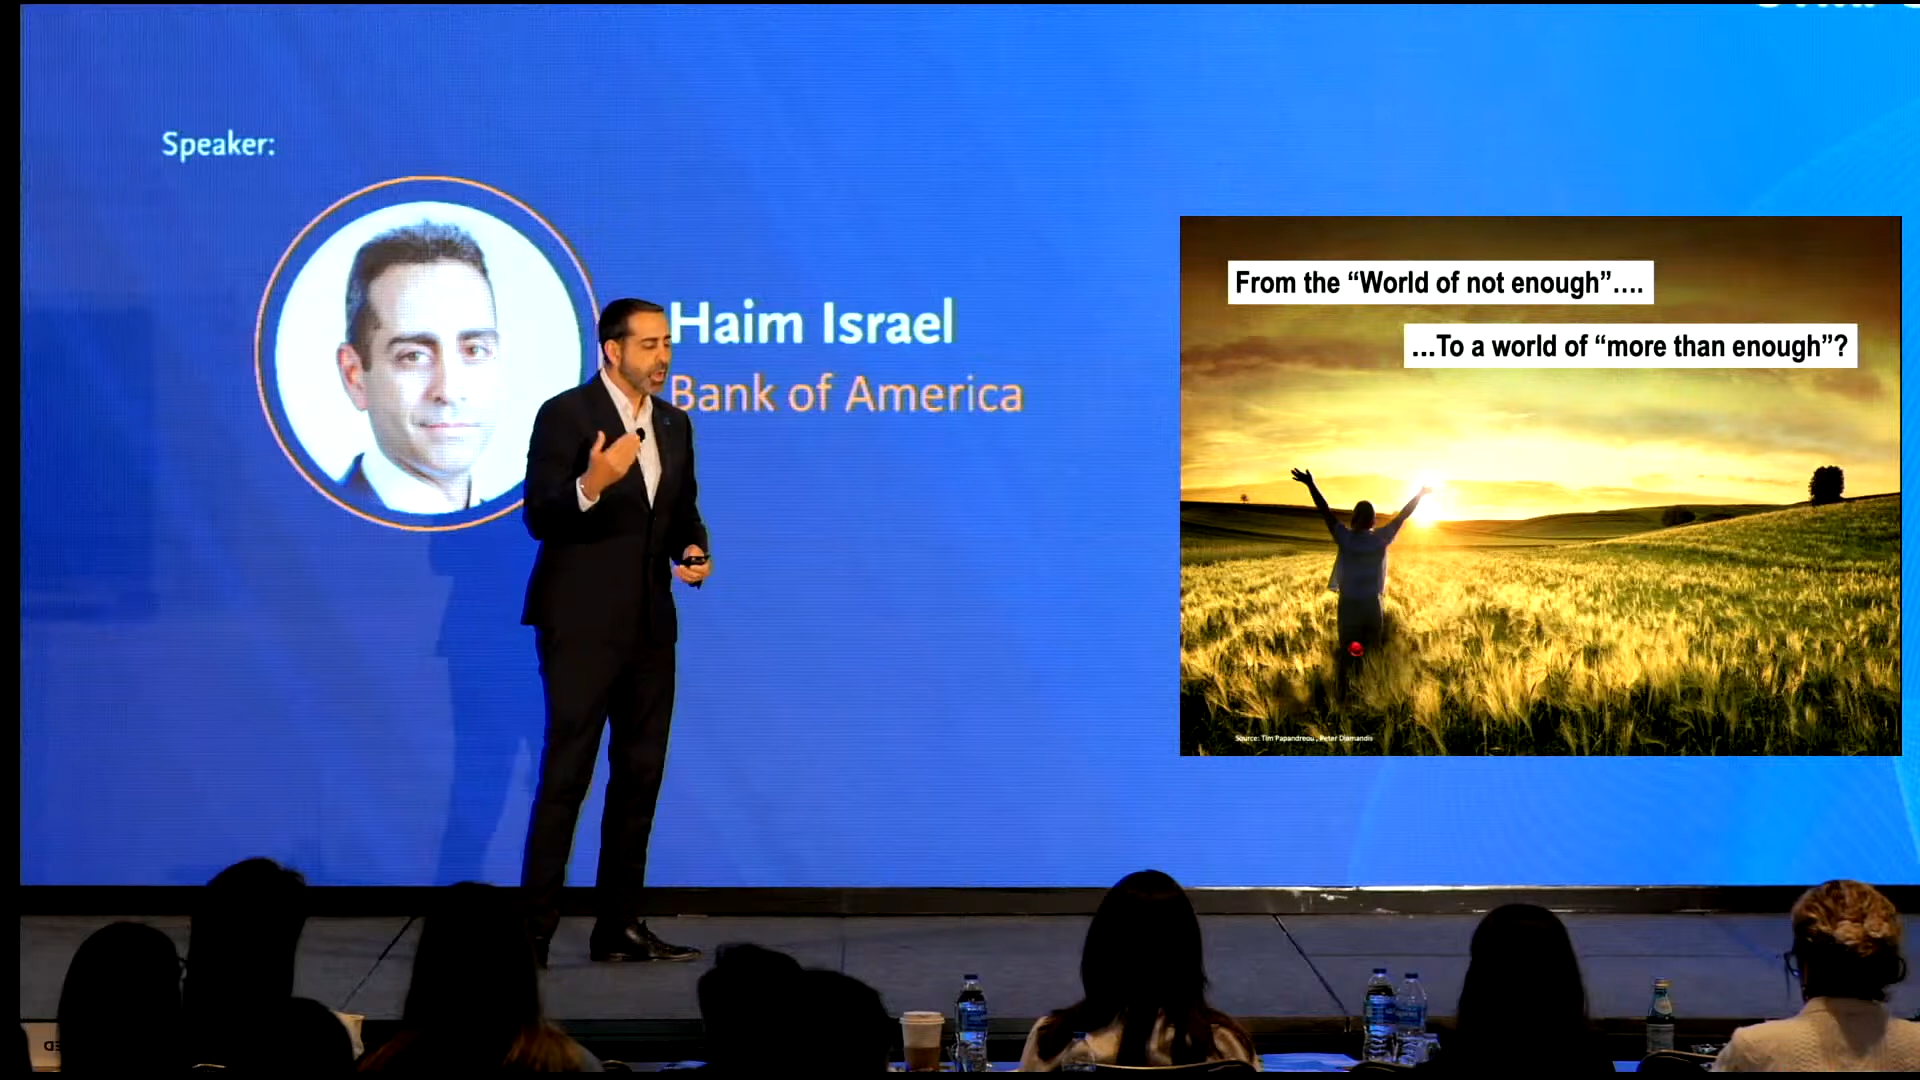 Speaker:
Haim Israel
Bank of America
From the “World of not enough”....
...To a world of “more than enough”?
Source: Tim Papandreou , Peter Diamandis